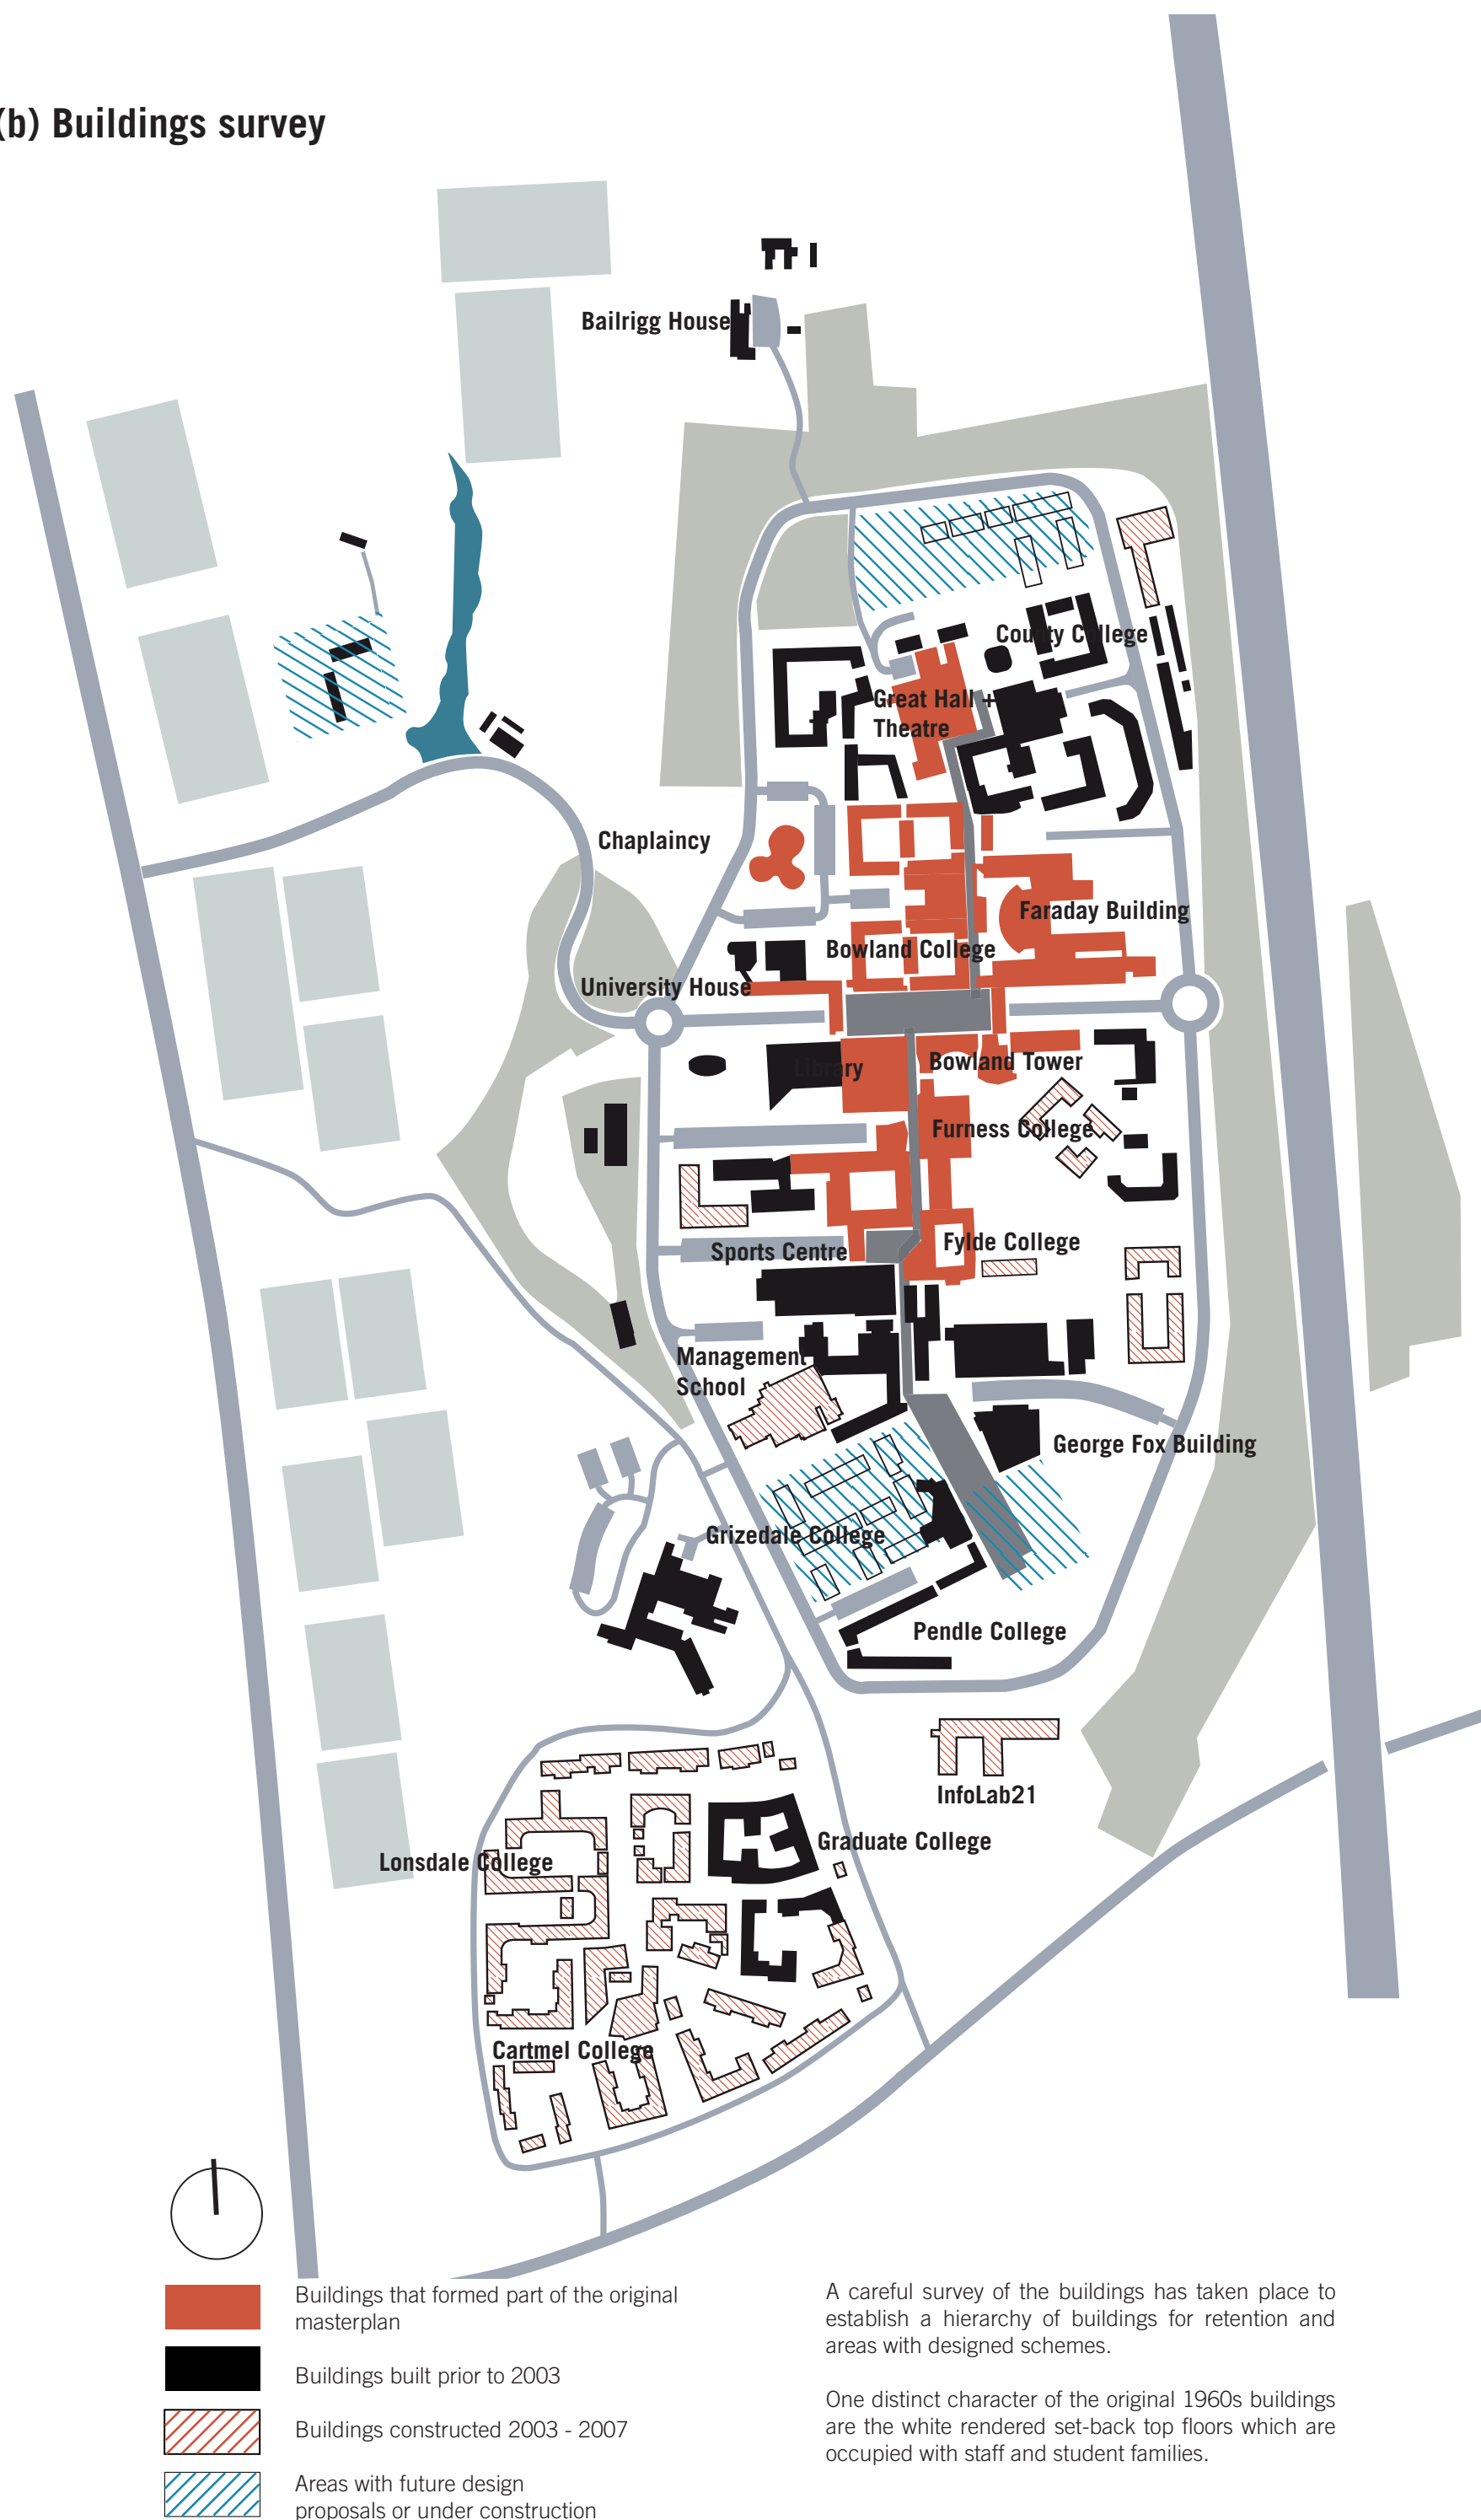 (b) Buildings survey
Bailrigg House
County College
Great Hall +
Theatre
Chaplaincy
Faraday Building
Bowland College
University House
Library
Bowland Tower
Furness College
Sports Centre
Fylde College
Management
School
George Fox Building
Grizedale College
Pendle College
InfoLab21
Graduate College
Lonsdale College
Cartmel College
Buildings that formed part of the original
masterplan
Buildings built prior to 2003
Buildings constructed 2003 - 2007
Areas with future design
proposals or under construction
A careful survey of the buildings has taken place to
establish a hierarchy of buildings for retention and
areas with designed schemes.
One distinct character of the original 1960s buildings
are the white rendered set-back top floors which are
occupied with staff and student families.